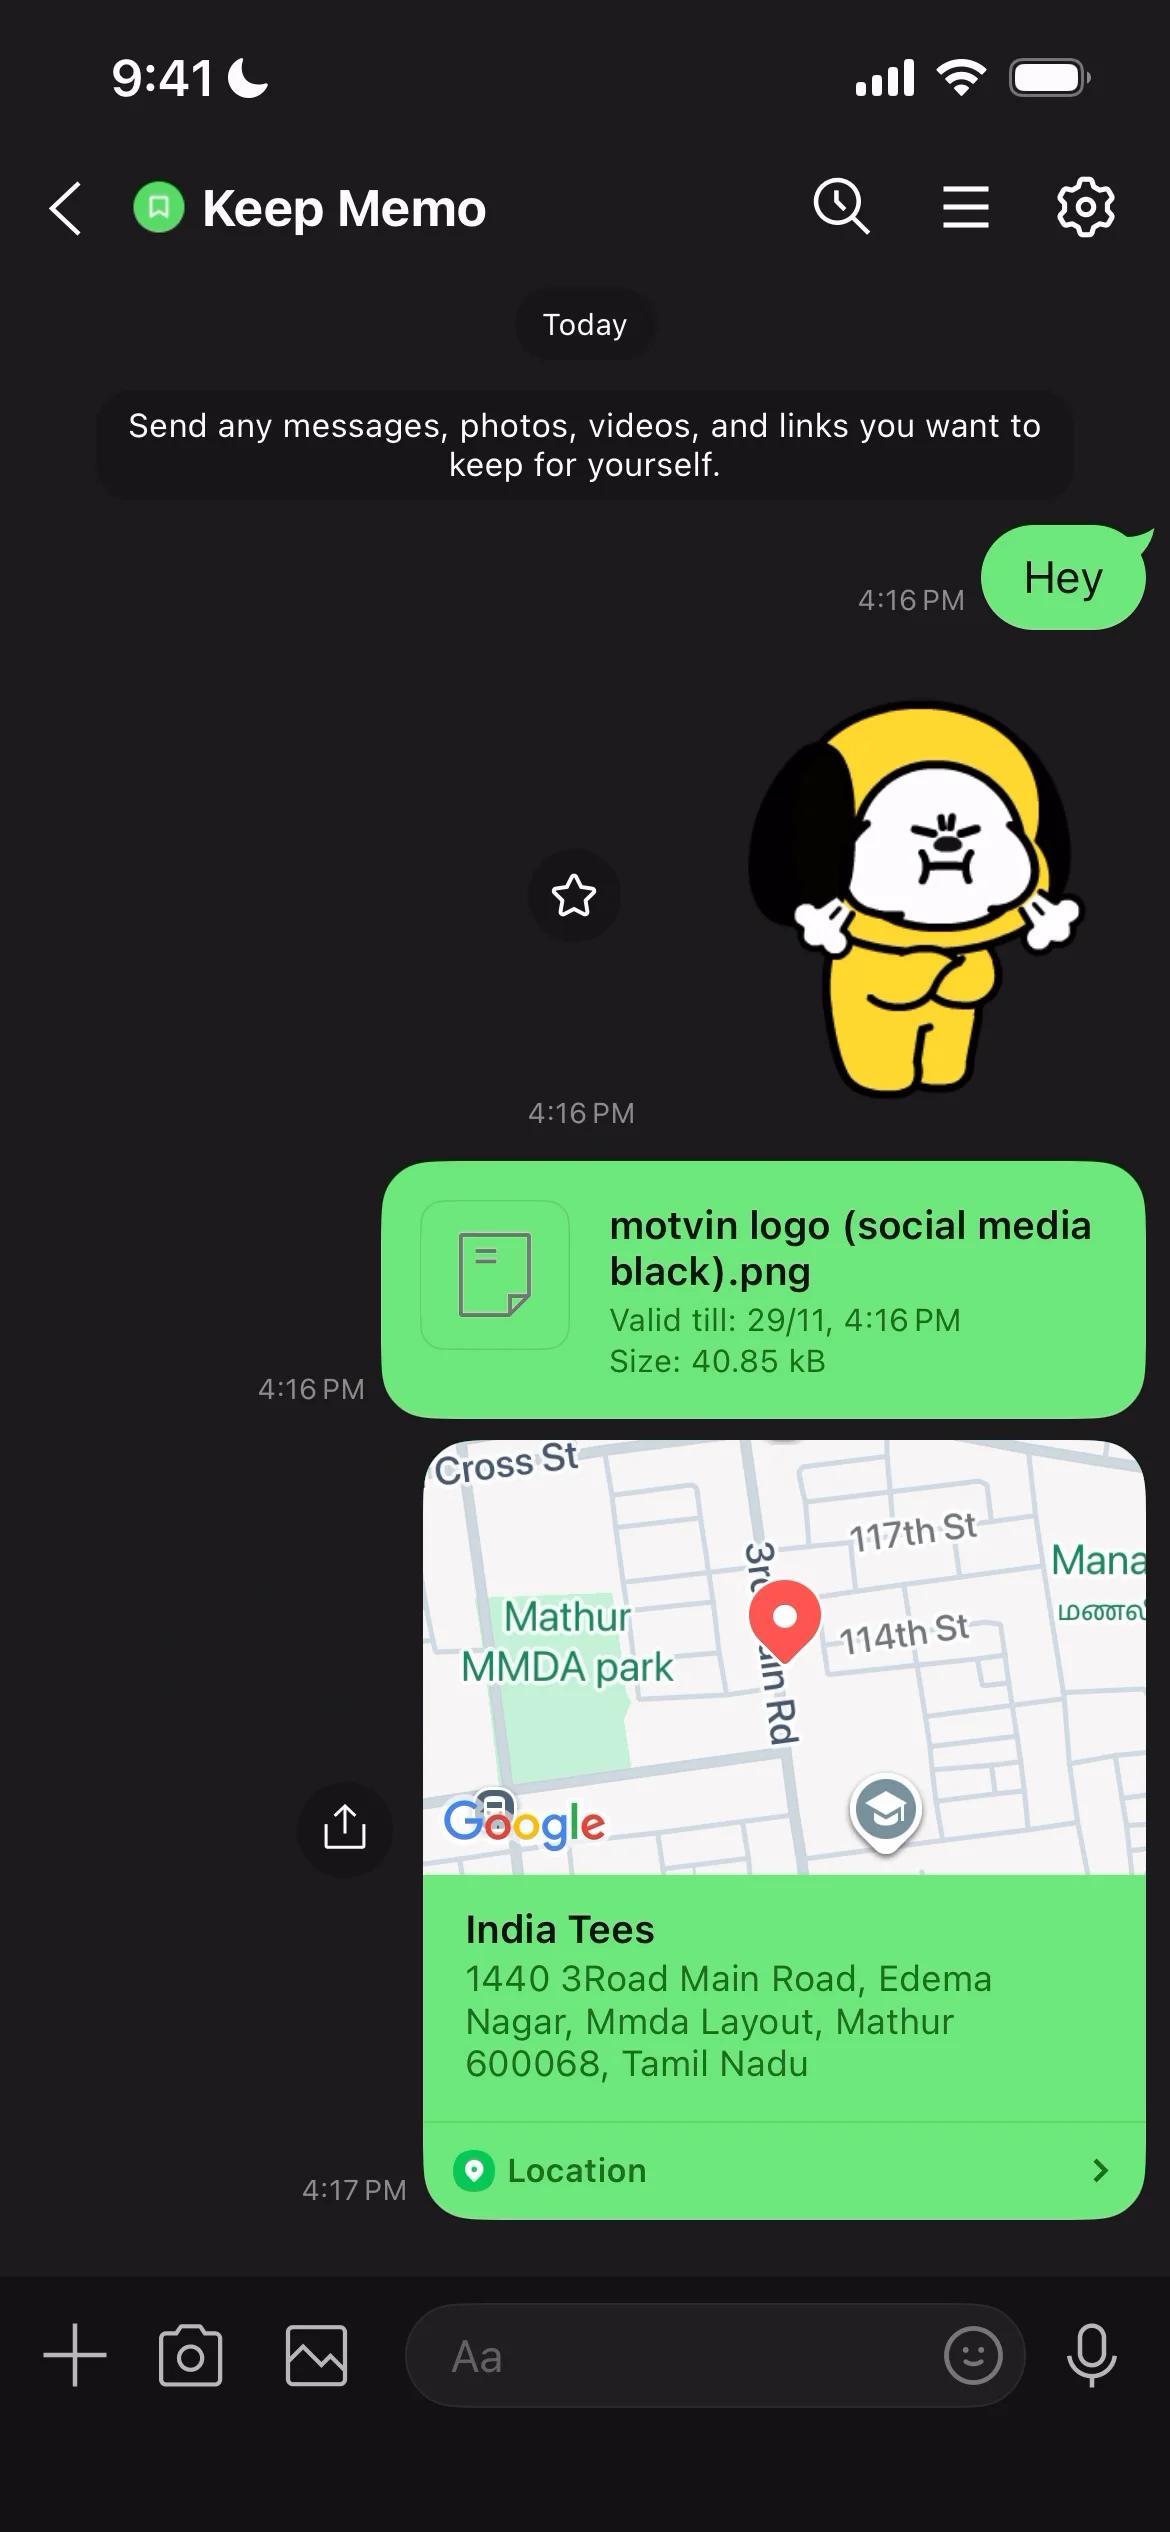 9:41
Keep Memo
Today
Send any messages, photos, videos, and links you want to
keep for yourself.
Hey
4:16 PM
4:16 PM
motvin logo (social media
black).png
Valid till: 29/11, 4:16 PM
Size: 40.85 kB
4:16 PM
Cross St
117th St
Mana
மணலி
Mathur
MMDA park
114th St
Rd
Google
India Tees
1440 3Road Main Road, Edema
Nagar, Mmda Layout, Mathur
600068, Tamil Nadu
Location
4:17 PM
Aa